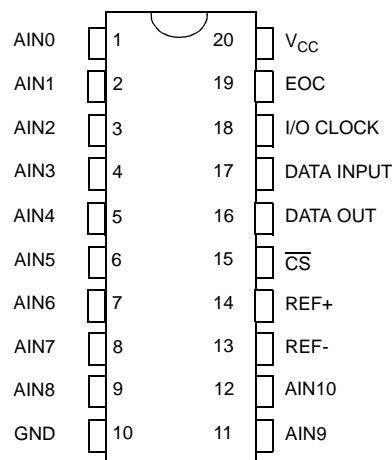 AIN0 1 20 VCC
AIN1 2 19 EOC
AIN2 3 18 I/O CLOCK
AIN3 4 17 DATA INPUT
AIN4 5 16 DATA OUT
AIN5 6 15 C̅S̅
AIN6 7 14 REF+
AIN7 8 13 REF-
AIN8 9 12 AIN10
GND 10 11 AIN9